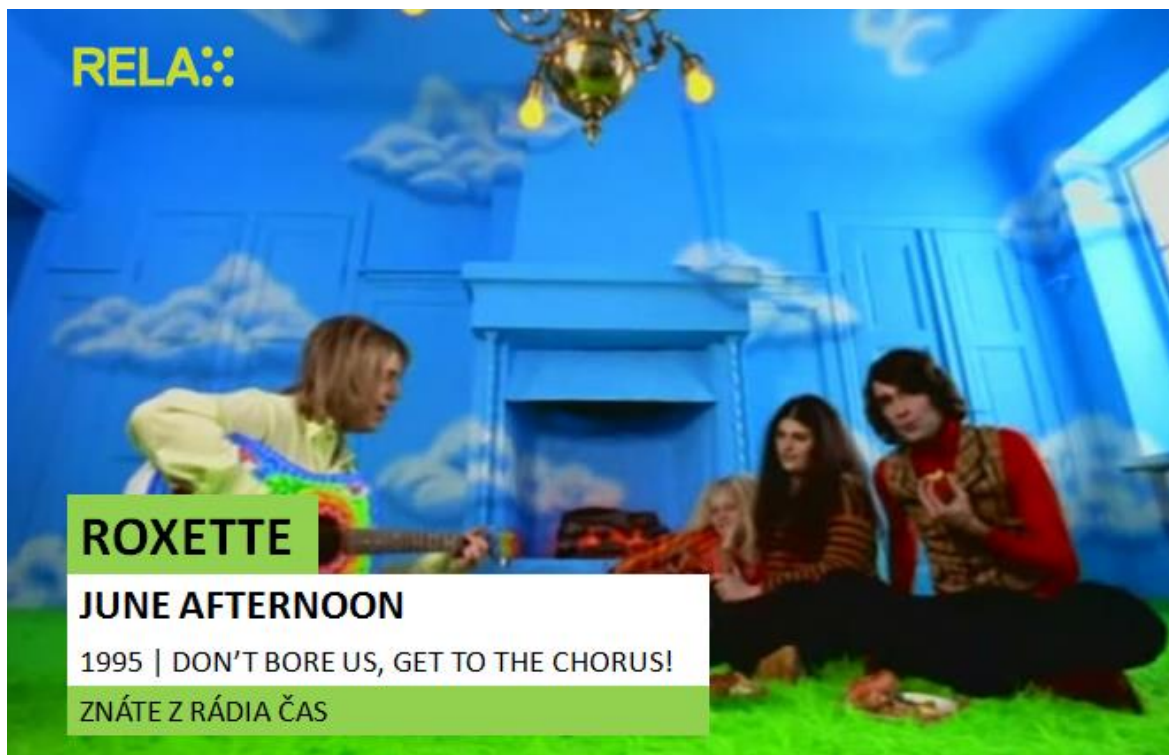 RELAX
ROXETTE
JUNE AFTERNOON
1995 | DON'T BORE US, GET TO THE CHORUS!
ZNÁTE Z RÁDIA ČAS